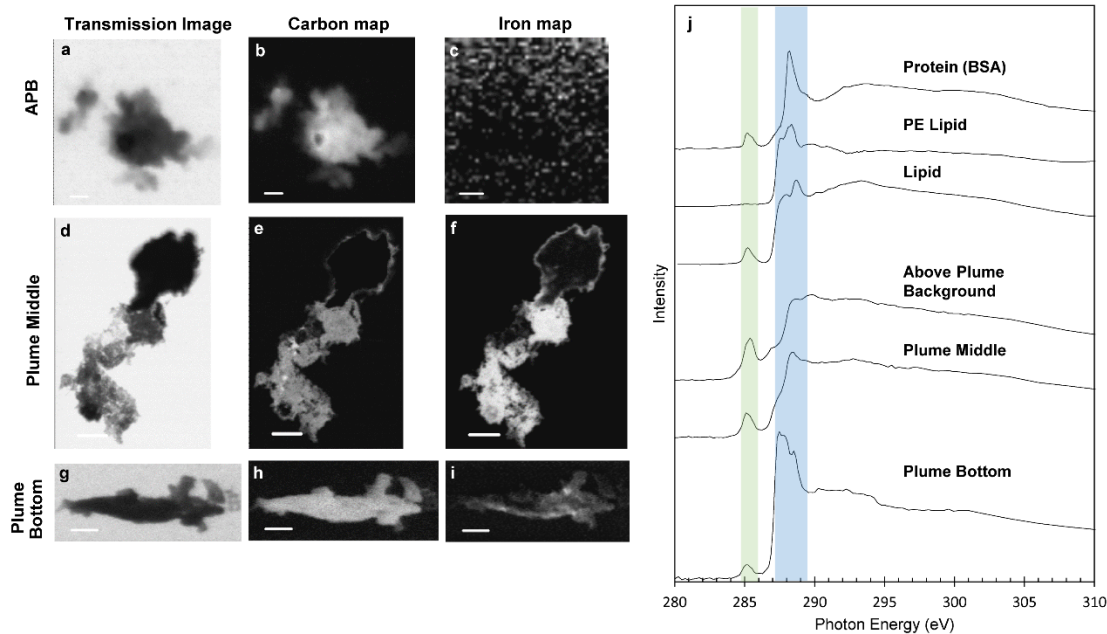 Transmission Image
Carbon map
Iron map
APB
a
b
c
Plume Middle
d
e
f
Plume
Bottom
g
h
i
j
Protein (BSA)
PE Lipid
Lipid
Above Plume
Background
Plume Middle
Plume Bottom
Intensity
280
285
290
295
300
305
310
Photon Energy (eV)